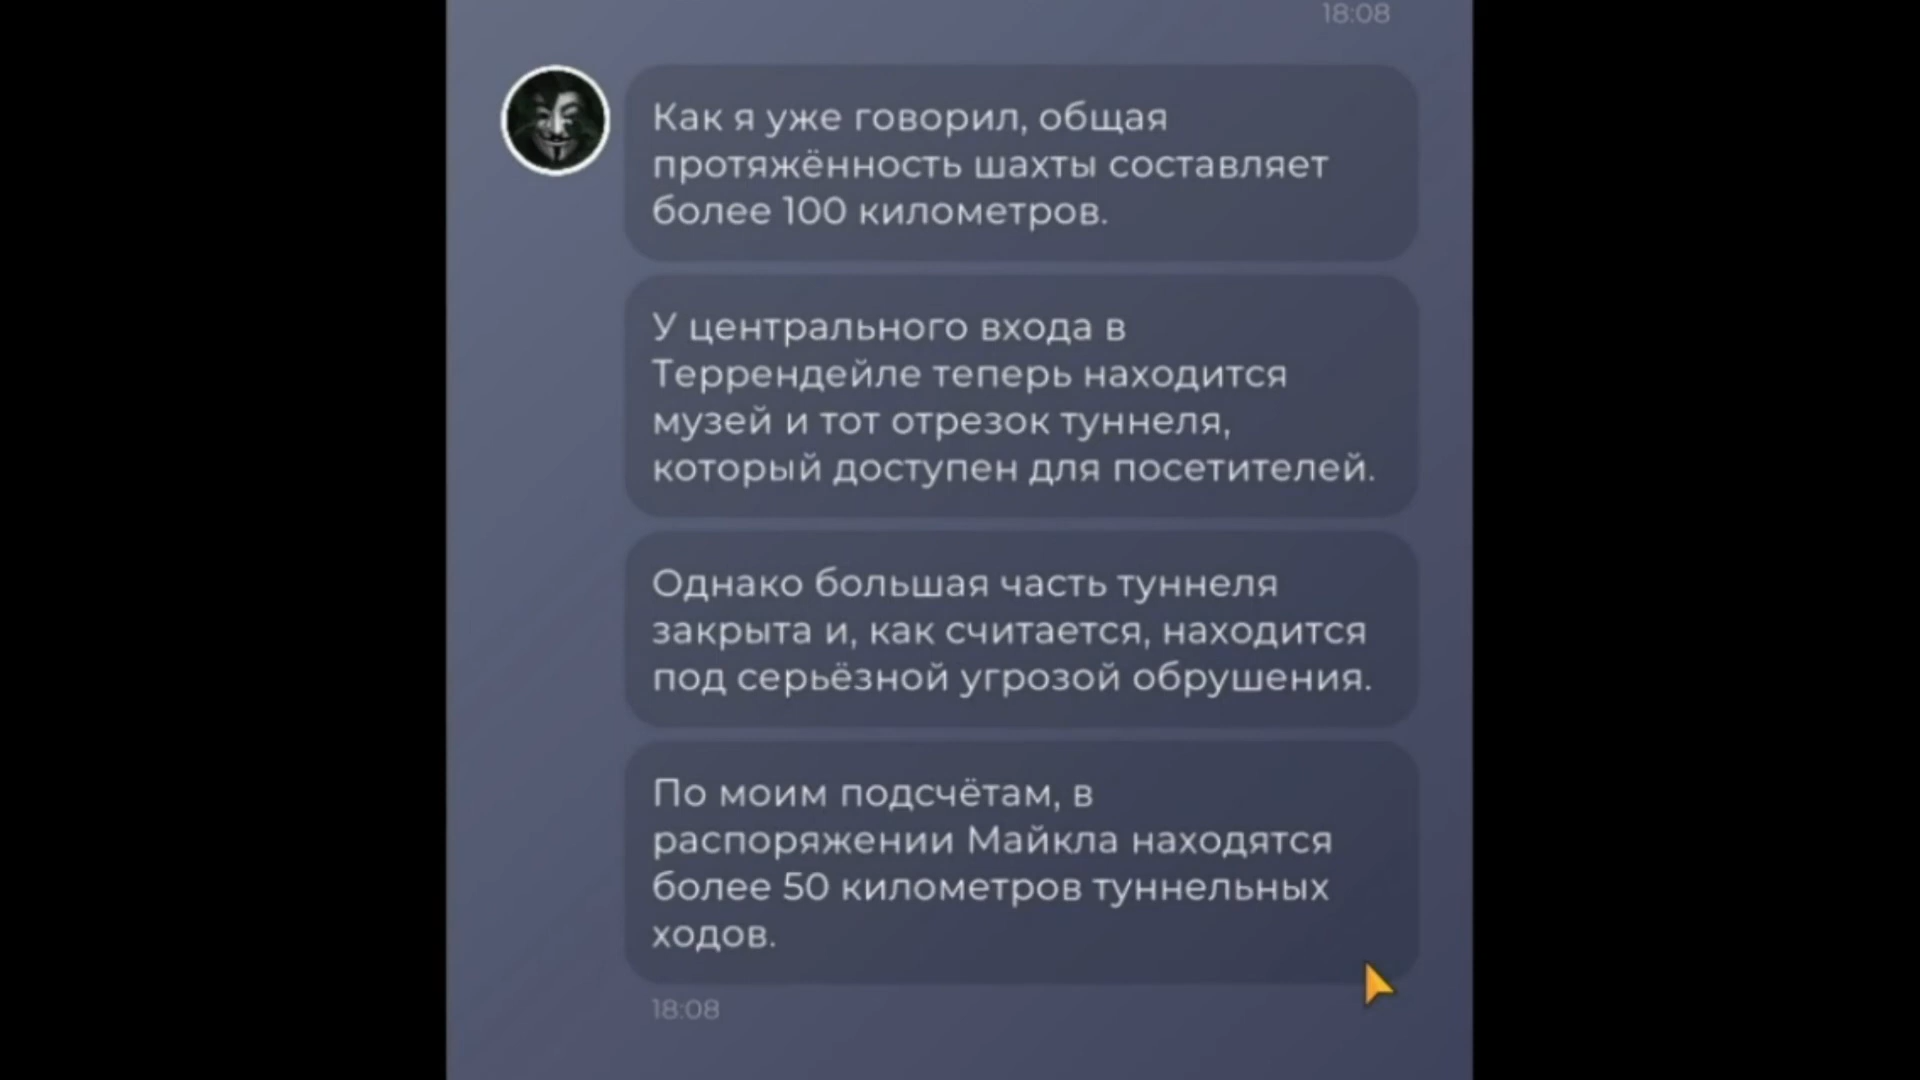 18:08
Как я уже говорил, общая
протяжённость шахты составляет
более 100 километров.
У центрального входа в
Террендейле теперь находится
музей и тот отрезок туннеля,
который доступен для посетителей.
Однако большая часть туннеля
закрыта и, как считается, находится
под серьёзной угрозой обрушения.
По моим подсчётам, в
распоряжении Майкла находятся
более 50 километров туннельных
ходов.
18:08